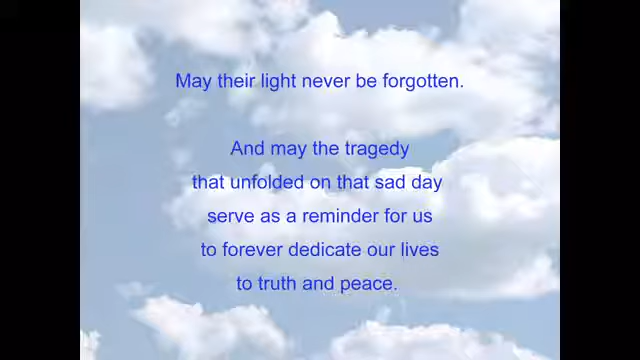 May their light never be forgotten.
And may the tragedy
that unfolded on that sad day
serve as a reminder for us
to forever dedicate our lives
to truth and peace.